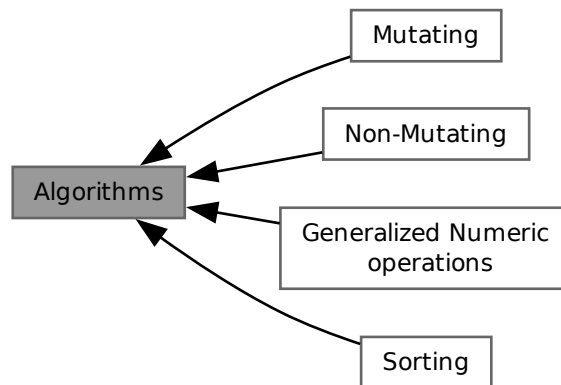 Mutating
Non-Mutating
Algorithms
Generalized Numeric
operations
Sorting